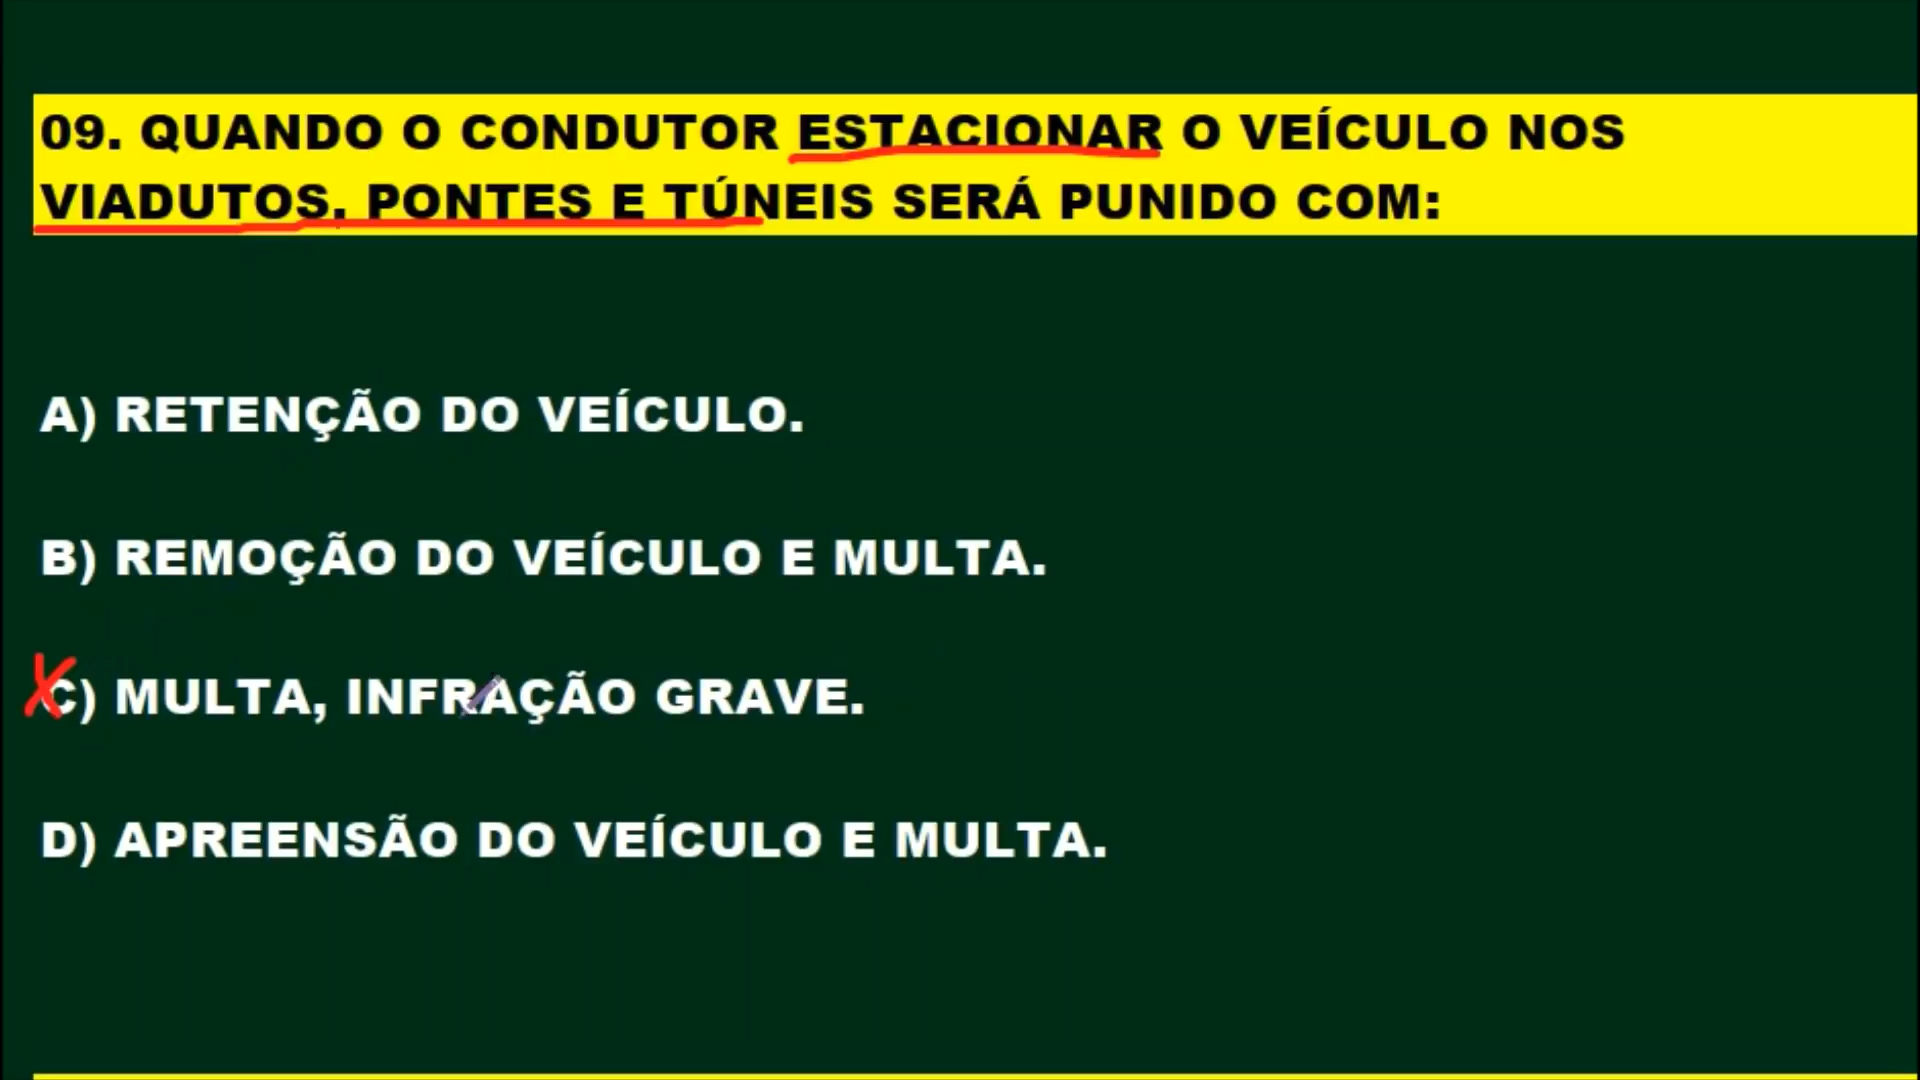 09. QUANDO O CONDUTOR ESTACIONAR O VEÍCULO NOS
VIADUTOS, PONTES E TÚNEIS SERÁ PUNIDO COM:
A) RETENÇÃO DO VEÍCULO.
B) REMOÇÃO DO VEÍCULO E MULTA.
C) MULTA, INFRAÇÃO GRAVE.
D) APREENSÃO DO VEÍCULO E MULTA.